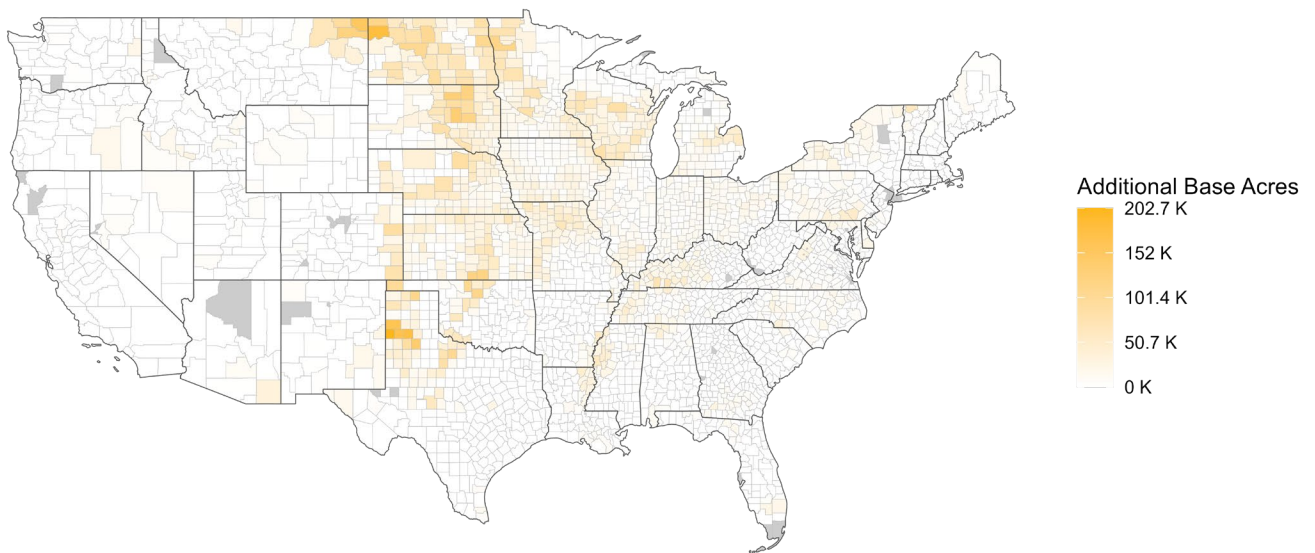 Additional Base Acres
202.7 K
152 K
101.4 K
50.7 K
0 K